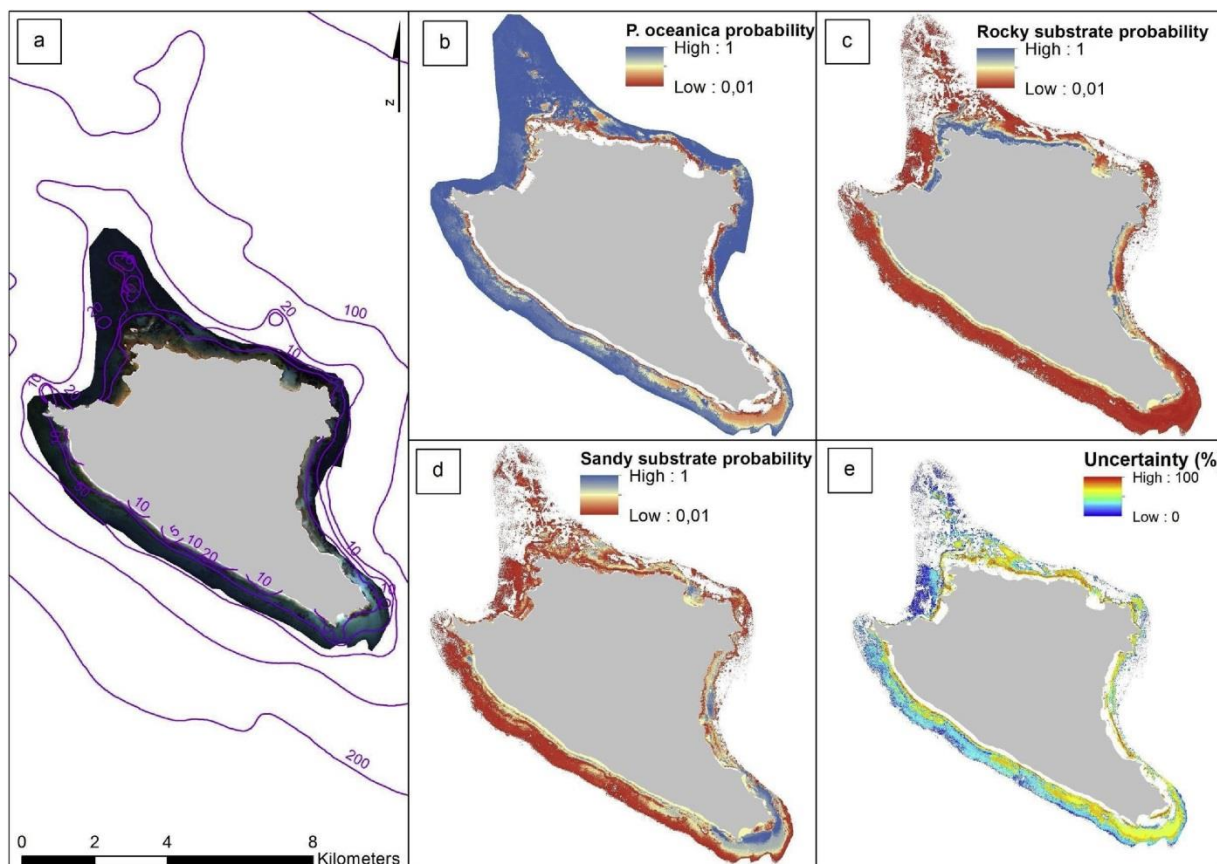 a
N
100
20
20
10
10
20
10
5
10
20
10
10
10
200
0 2 4 8
Kilometers
b
P. oceanica probability
High : 1
Low : 0,01
c
Rocky substrate probability
High : 1
Low : 0,01
d
Sandy substrate probability
High : 1
Low : 0,01
e
Uncertainty (%
High : 100
Low : 0